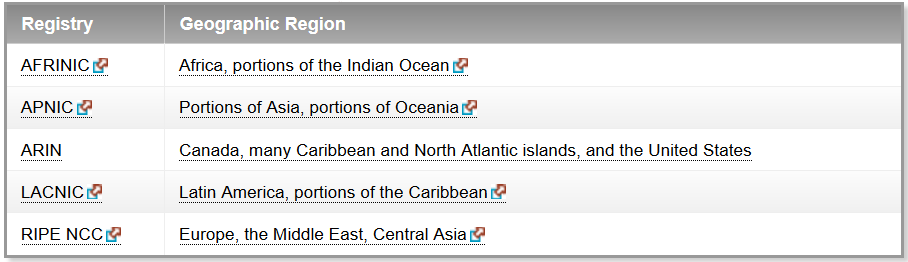 Registry Geographic Region
AFRINIC Africa, portions of the Indian Ocean
APNIC Portions of Asia, portions of Oceania
ARIN Canada, many Caribbean and North Atlantic islands, and the United States
LACNIC Latin America, portions of the Caribbean
RIPE NCC Europe, the Middle East, Central Asia